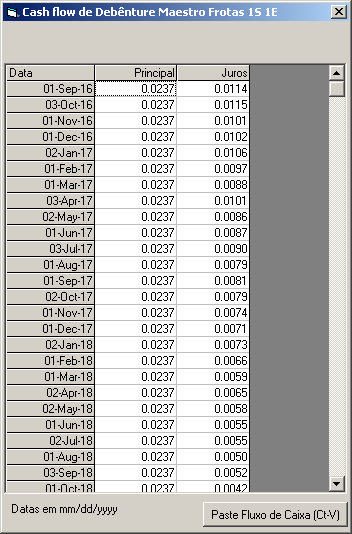 Cash flow de Debênture Maestro Frotas 1S 1E
Data Principal Juros
01-Sep-16 0.0237 0.0114
03-Oct-16 0.0237 0.0115
01-Nov-16 0.0237 0.0101
01-Dec-16 0.0237 0.0102
02-Jan-17 0.0237 0.0106
01-Feb-17 0.0237 0.0097
01-Mar-17 0.0237 0.0088
03-Apr-17 0.0237 0.0101
02-May-17 0.0237 0.0086
01-Jun-17 0.0237 0.0087
03-Jul-17 0.0237 0.0090
01-Aug-17 0.0237 0.0079
01-Sep-17 0.0237 0.0081
02-Oct-17 0.0237 0.0079
01-Nov-17 0.0237 0.0074
01-Dec-17 0.0237 0.0071
02-Jan-18 0.0237 0.0073
01-Feb-18 0.0237 0.0066
01-Mar-18 0.0237 0.0059
02-Apr-18 0.0237 0.0065
02-May-18 0.0237 0.0058
01-Jun-18 0.0237 0.0055
02-Jul-18 0.0237 0.0055
01-Aug-18 0.0237 0.0050
03-Sep-18 0.0237 0.0052
01-Oct-18 0.0237 0.0042
Datas em mm/dd/yyyy
Paste Fluxo de Caixa (Ct-V)